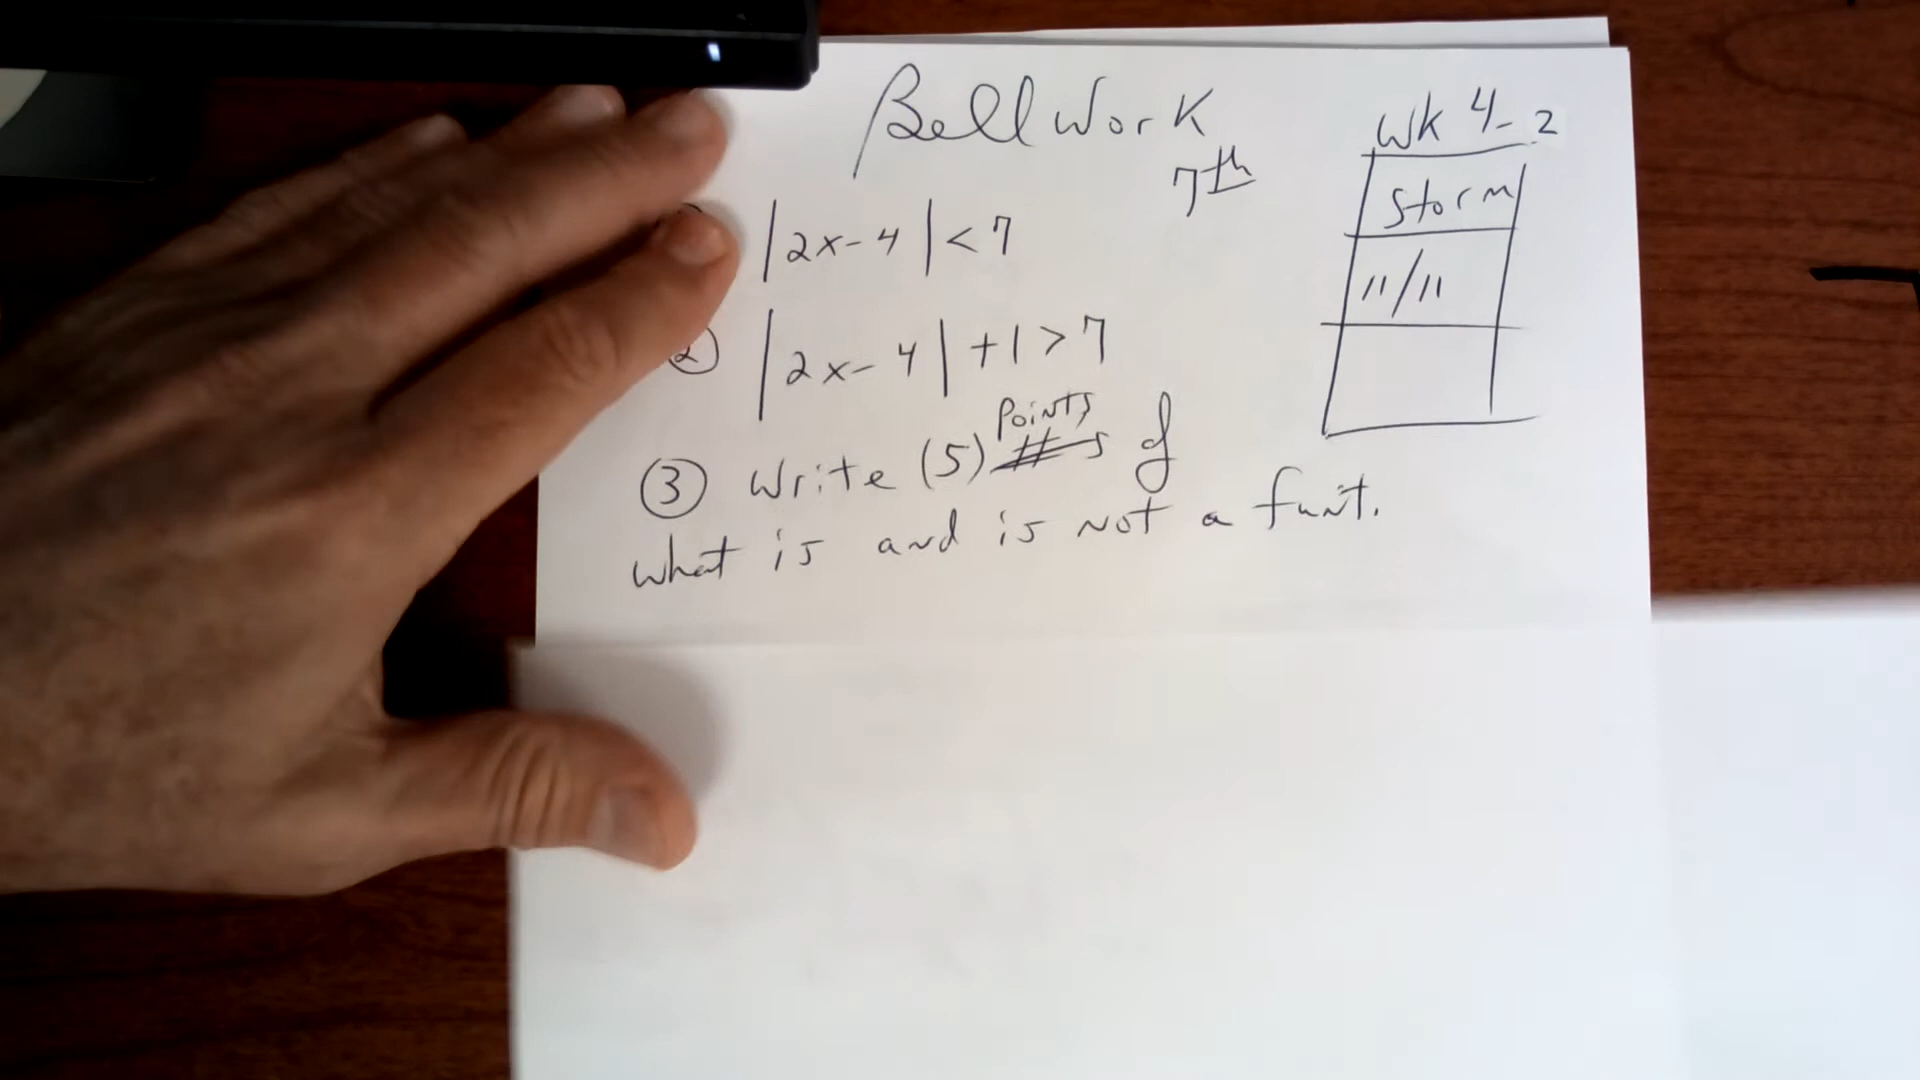 Bell Work
7th
Wk 4-2
Storm
11/11
|2x-4|<7
② |2x-4|+1>7
③ Write (5) Points #s of
what is and is not a funt.